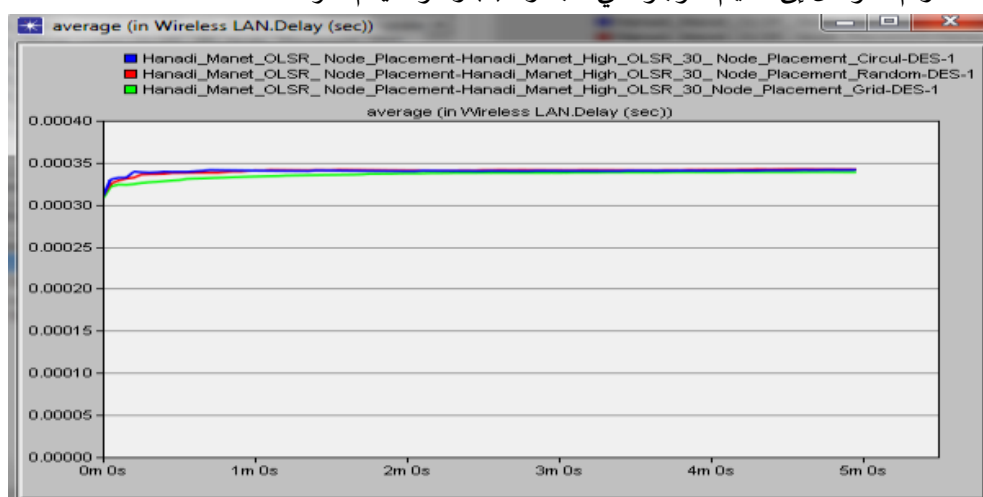 average (in Wireless LAN.Delay (sec))
Hanadi_Manet_OLSR_ Node_Placement-Hanadi_Manet_High_OLSR_30_ Node_Placement_Circul-DES-1
Hanadi_Manet_OLSR_ Node_Placement-Hanadi_Manet_High_OLSR_30_ Node_Placement_Random-DES-1
Hanadi_Manet_OLSR_ Node_Placement-Hanadi_Manet_High_OLSR_30_Node_Placement_Grid-DES-1
average (in Wireless LAN.Delay (sec))
0.00040
0.00035
0.00030
0.00025
0.00020
0.00015
0.00010
0.00005
0.00000
0m 0s 1m 0s 2m 0s 3m 0s 4m 0s 5m 0s